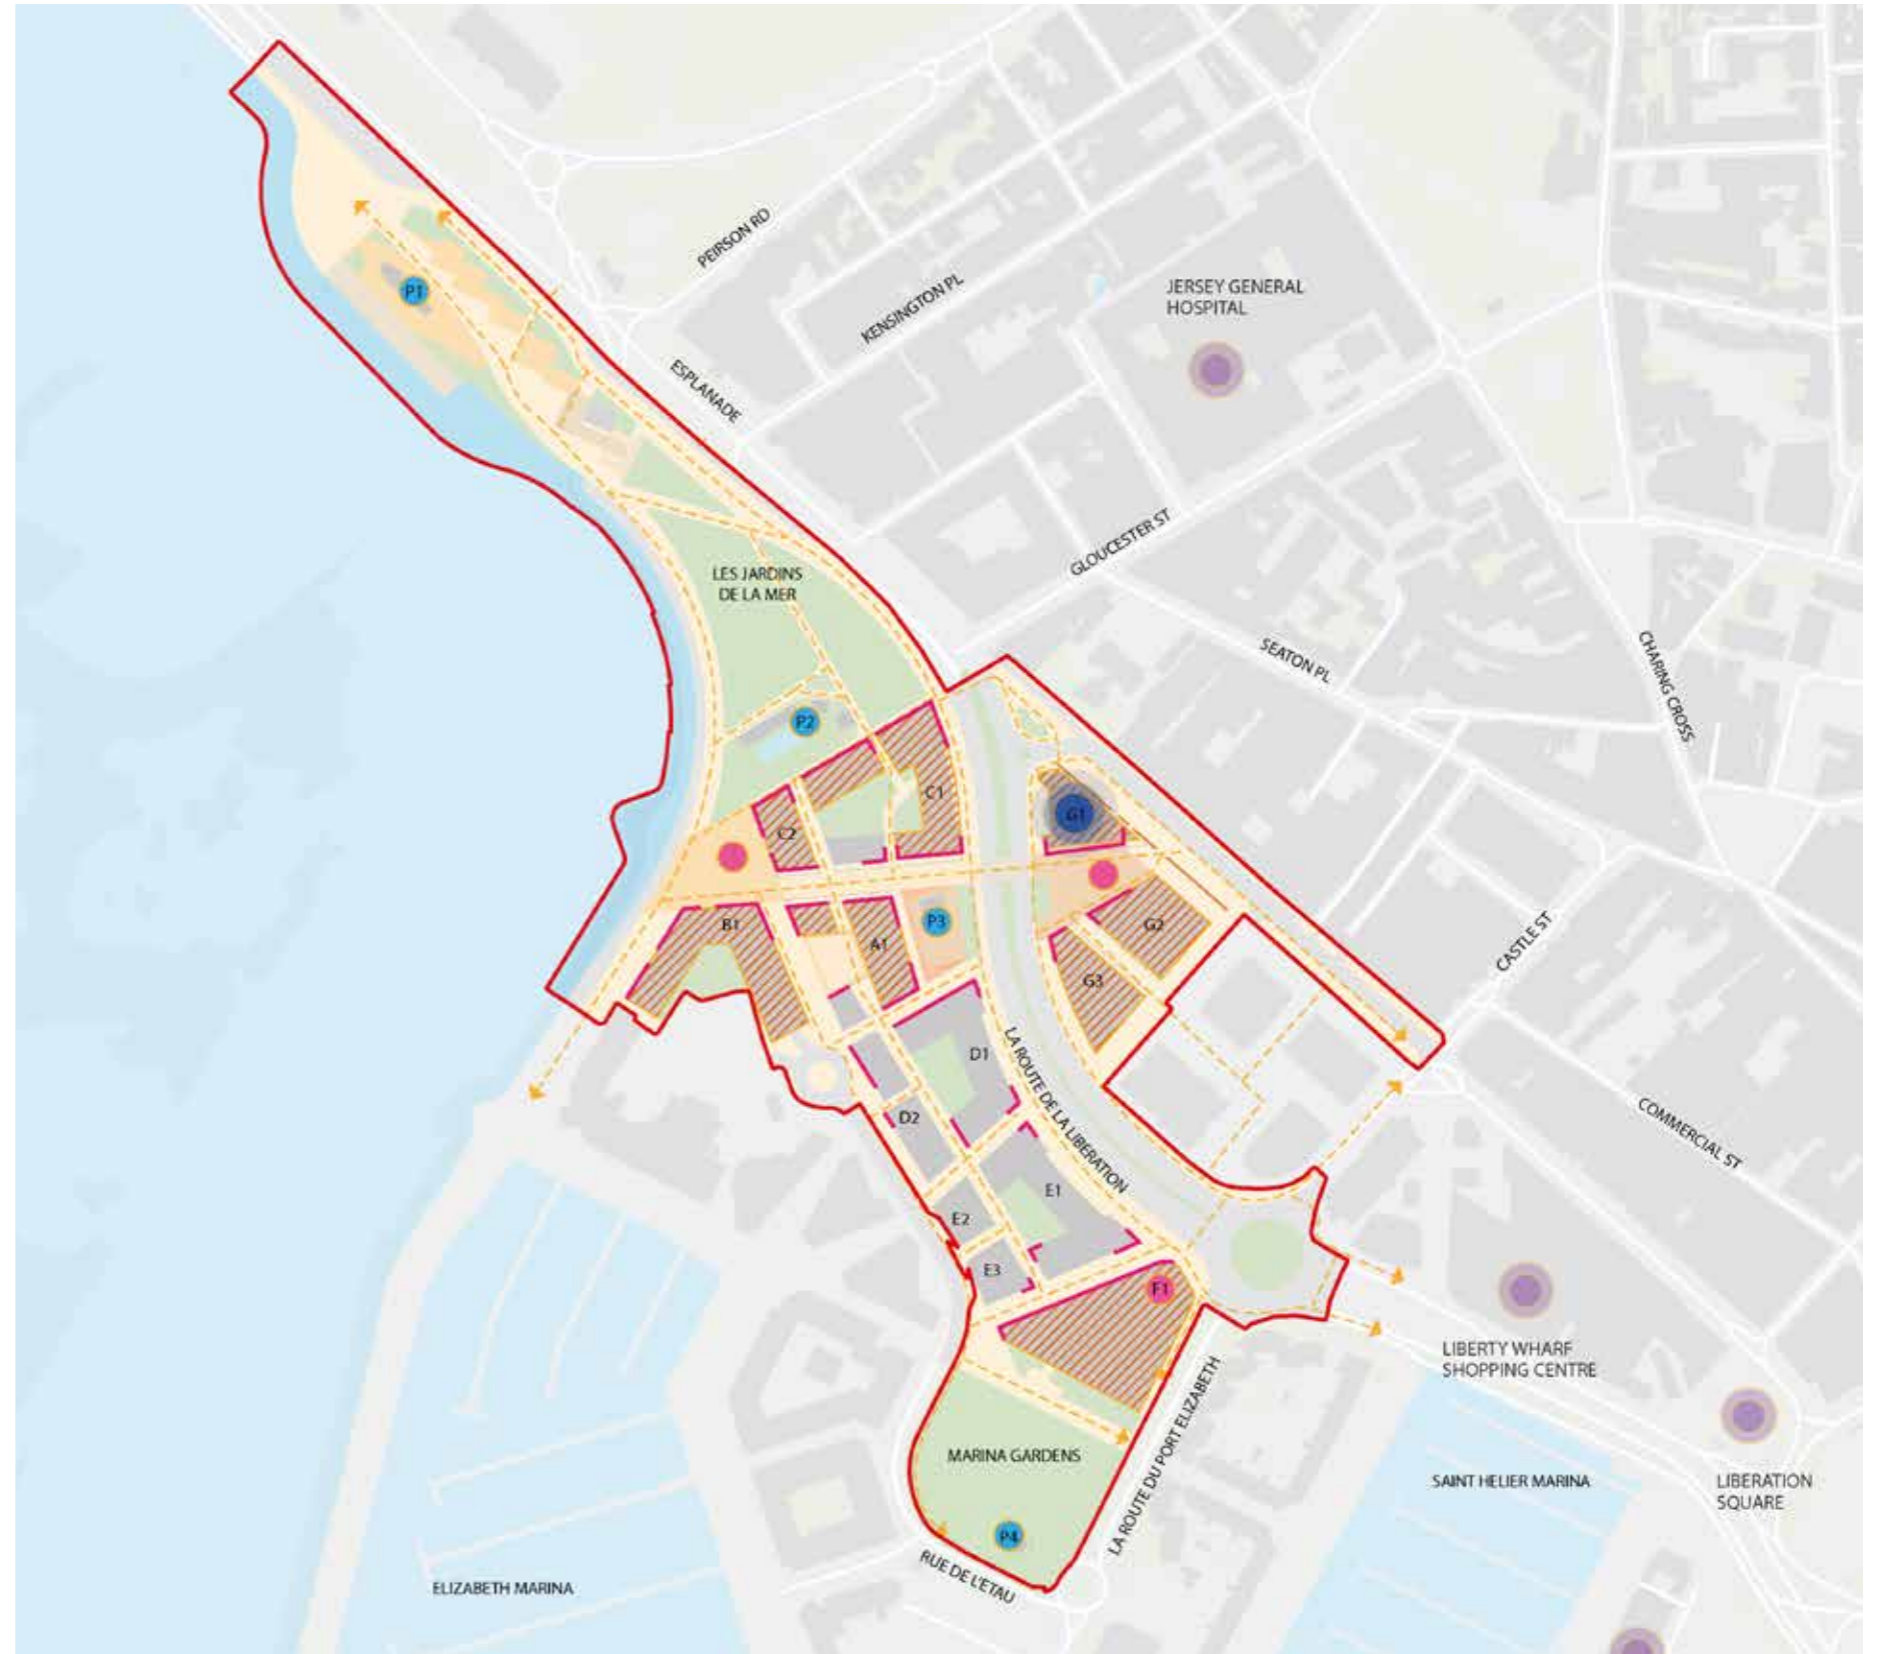 PEIRSON RD
KENSINGTON PL
JERSEY GENERAL
HOSPITAL
P1
ESPLANADE
GLOUCESTER ST
LES JARDINS
DE LA MER
SEATON PL
CHARING CROSS
P2
C1
G1
C2
B1
A1
P3
G2
G3
CASTLE ST
LA ROUTE DE LA LIBERATION
D1
D2
COMMERCIAL ST
E1
E2
E3
F1
LIBERTY WHARF
SHOPPING CENTRE
LA ROUTE DU PORT ELIZABETH
MARINA GARDENS
SAINT HELIER MARINA
LIBERATION
SQUARE
P4
RUE DE L'ETAU
ELIZABETH MARINA